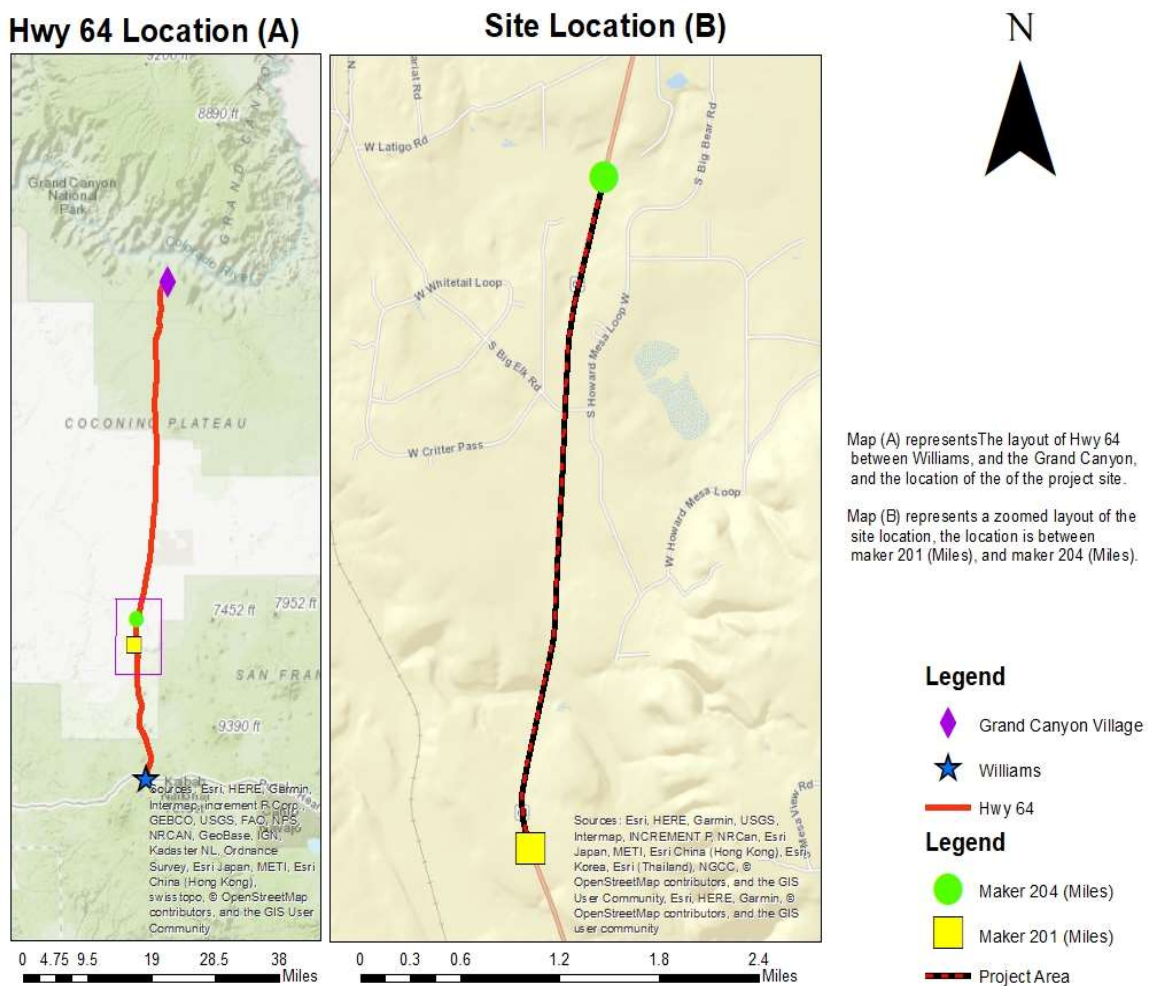 Hwy 64 Location (A)
Site Location (B)
N
8890 ft
GRAND CANYON
Grand Canyon
National
Park
Colorado River
COCONINO PLATEAU
7452 ft
7952 ft
SAN FRAN
9390 ft
Sources: Esri, HERE, Garmin,
Intermap, increment P Corp.,
GEBCO, USGS, FAO, NPS,
NRCAN, GeoBase, IGN,
Kadaster NL, Ordnance
Survey, Esri Japan, METI, Esri
China (Hong Kong),
swisstopo, © OpenStreetMap
contributors, and the GIS User
Community
0 4.75 9.5 19 28.5 38
Miles
W Latigo Rd
S Big Bear Rd
W Whitetail Loop
S Big Elk Rd
S Howard Mesa Loop W
W Critter Pass
W Howard Mesa Loop
Mesa View Rd
Sources: Esri, HERE, Garmin, USGS,
Intermap, INCREMENT P, NRCan, Esri
Japan, METI, Esri China (Hong Kong), Esri
Korea, Esri (Thailand), NGCC, ©
OpenStreetMap contributors, and the GIS
User Community, Esri, HERE, Garmin, ©
OpenStreetMap contributors, and the GIS
user community
0 0.3 0.6 1.2 1.8 2.4
Miles
Map (A) representsThe layout of Hwy 64
between Williams, and the Grand Canyon,
and the location of the of the project site.
Map (B) represents a zoomed layout of the
site location, the location is between
maker 201 (Miles), and maker 204 (Miles).
Legend
Grand Canyon Village
Williams
Hwy 64
Legend
Maker 204 (Miles)
Maker 201 (Miles)
Project Area